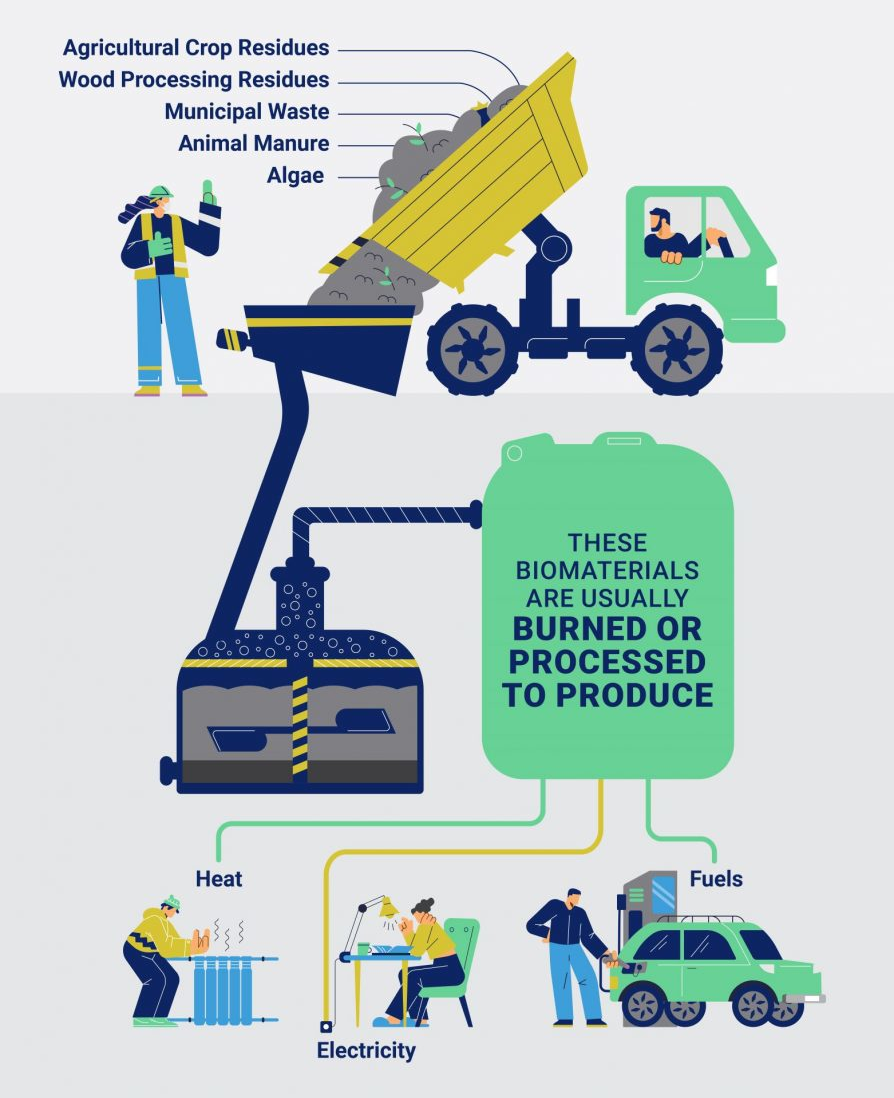 Agricultural Crop Residues
Wood Processing Residues
Municipal Waste
Animal Manure
Algae
THESE
BIOMATERIALS
ARE USUALLY
BURNED OR
PROCESSED
TO PRODUCE
Heat
Fuels
Electricity